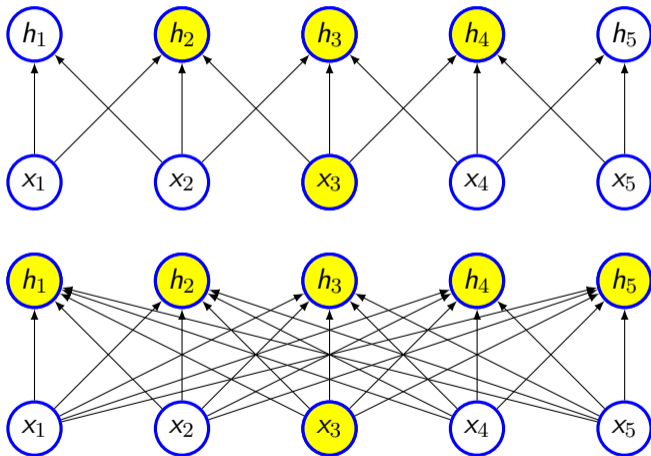 h₁ h₂ h₃ h₄ h₅
x₁ x₂ x₃ x₄ x₅
h₁ h₂ h₃ h₄ h₅
x₁ x₂ x₃ x₄ x₅